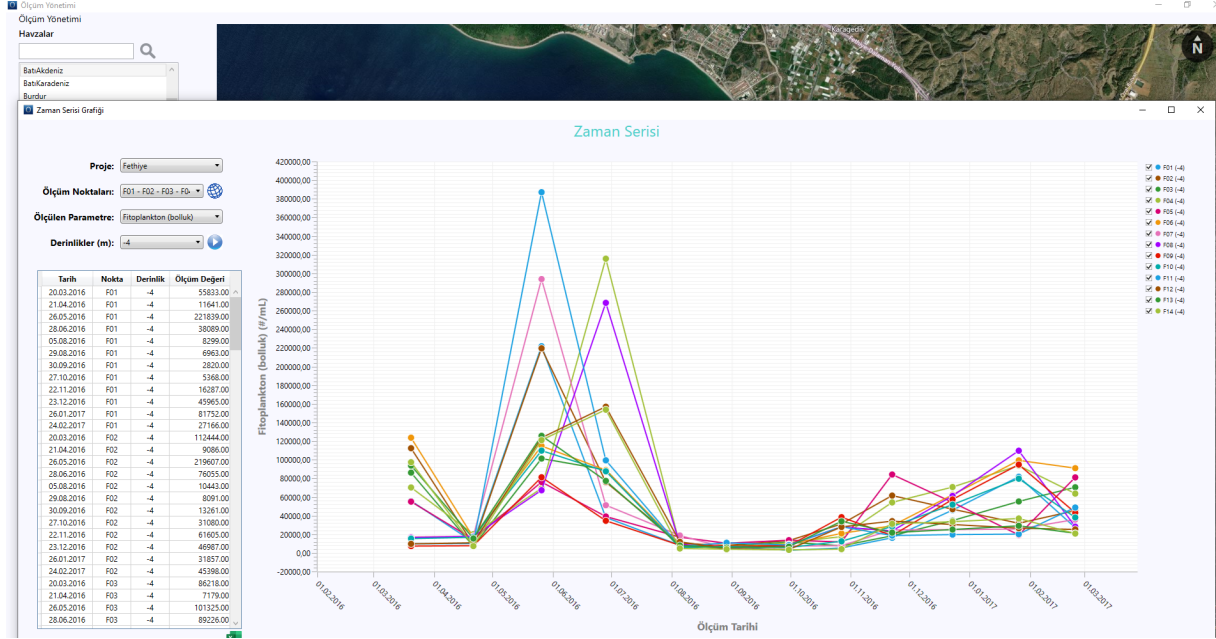 Ölçüm Yönetimi
Ölçüm Yönetimi
Havzalar
BatıAkdeniz
BatıKaradeniz
Burdur
Karagedik
N
Zaman Serisi Grafiği
Zaman Serisi
Proje: Fethiye
Ölçüm Noktaları: F01 - F02 - F03 - F0‹
Ölçülen Parametre: Fitoplankton (bolluk)
Derinlikler (m): -4
Tarih Nokta Derinlik Ölçüm Değeri
20.03.2016 F01 -4 55833.00
21.04.2016 F01 -4 11641.00
26.05.2016 F01 -4 221839.00
28.06.2016 F01 -4 38089.00
05.08.2016 F01 -4 8299.00
29.08.2016 F01 -4 6963.00
30.09.2016 F01 -4 2820.00
27.10.2016 F01 -4 5368.00
22.11.2016 F01 -4 16287.00
23.12.2016 F01 -4 45965.00
26.01.2017 F01 -4 81752.00
24.02.2017 F01 -4 27166.00
20.03.2016 F02 -4 112444.00
21.04.2016 F02 -4 9086.00
26.05.2016 F02 -4 219607.00
28.06.2016 F02 -4 76055.00
05.08.2016 F02 -4 10443.00
29.08.2016 F02 -4 8091.00
30.09.2016 F02 -4 13261.00
27.10.2016 F02 -4 31080.00
22.11.2016 F02 -4 61605.00
23.12.2016 F02 -4 46987.00
26.01.2017 F02 -4 31857.00
24.02.2017 F02 -4 45398.00
20.03.2016 F03 -4 86218.00
21.04.2016 F03 -4 7179.00
26.05.2016 F03 -4 101325.00
28.06.2016 F03 -4 89226.00
Fitoplankton (bolluk) (#/mL)
420000,00
400000,00
380000,00
360000,00
340000,00
320000,00
300000,00
280000,00
260000,00
240000,00
220000,00
200000,00
180000,00
160000,00
140000,00
120000,00
100000,00
80000,00
60000,00
40000,00
20000,00
0,00
-20000,00
01.02.2016
01.03.2016
01.04.2016
01.05.2016
01.06.2016
01.07.2016
01.08.2016
01.09.2016
01.10.2016
01.11.2016
01.12.2016
01.01.2017
01.02.2017
01.03.2017
Ölçüm Tarihi
F01 (-4)
F02 (-4)
F03 (-4)
F04 (-4)
F05 (-4)
F06 (-4)
F07 (-4)
F08 (-4)
F09 (-4)
F10 (-4)
F11 (-4)
F12 (-4)
F13 (-4)
F14 (-4)